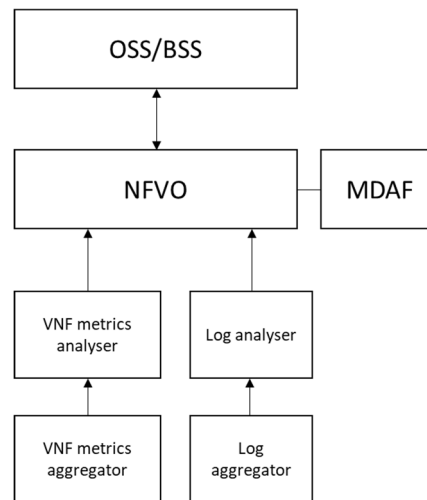 OSS/BSS
NFVO
MDAF
VNF metrics
analyser
Log analyser
VNF metrics
aggregator
Log
aggregator